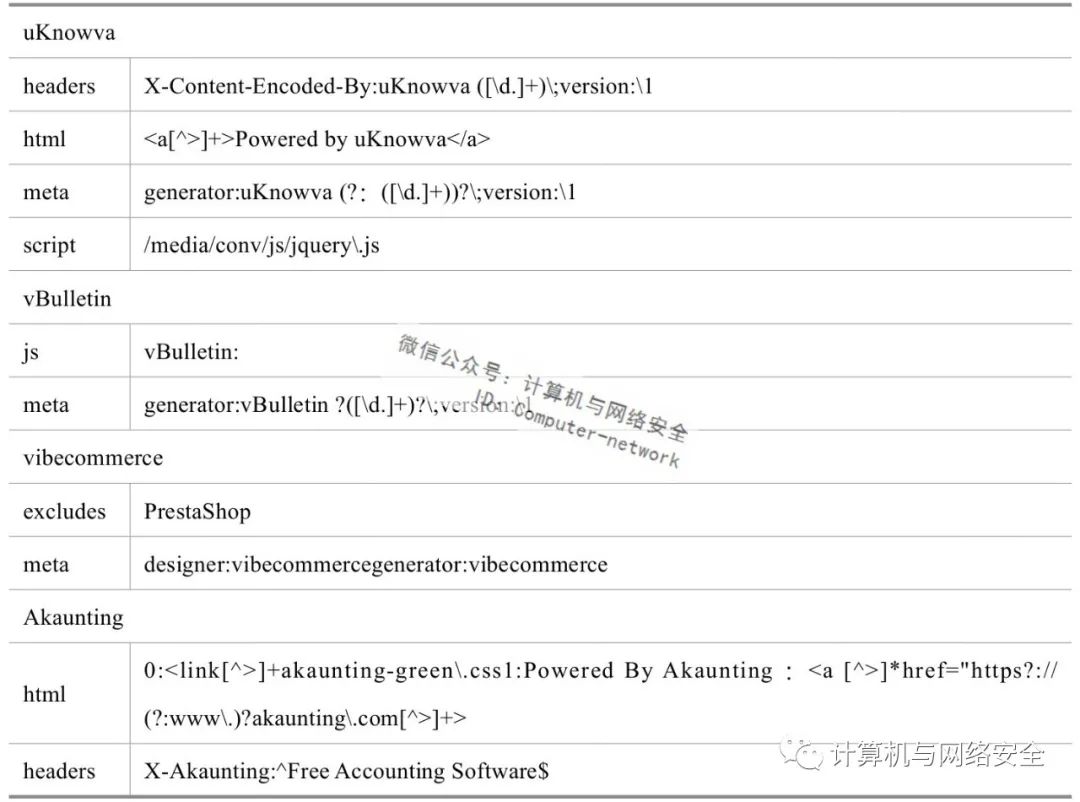 uKnowva
headers X-Content-Encoded-By:uKnowva ([\d.]+)\;version:\1
html <a[^>]+>Powered by uKnowva</a>
meta generator:uKnowva (?：([\d.]+))?\;version:\1
script /media/conv/js/jquery\.js
vBulletin
js vBulletin:
微信公众号：计算机与网络安全
meta generator:vBulletin ?([\d.]+)?\;version:\1
ID：Computer-network
vibecommerce
excludes PrestaShop
meta designer:vibecommercegenerator:vibecommerce
Akaunting
html 0:<link[^>]+akaunting-green\.css1:Powered By Akaunting ：<a [^>]*href="https?://
(?:www\.)?akaunting\.com[^>]+>
计算机与网络安全
headers X-Akaunting:^Free Accounting Software$